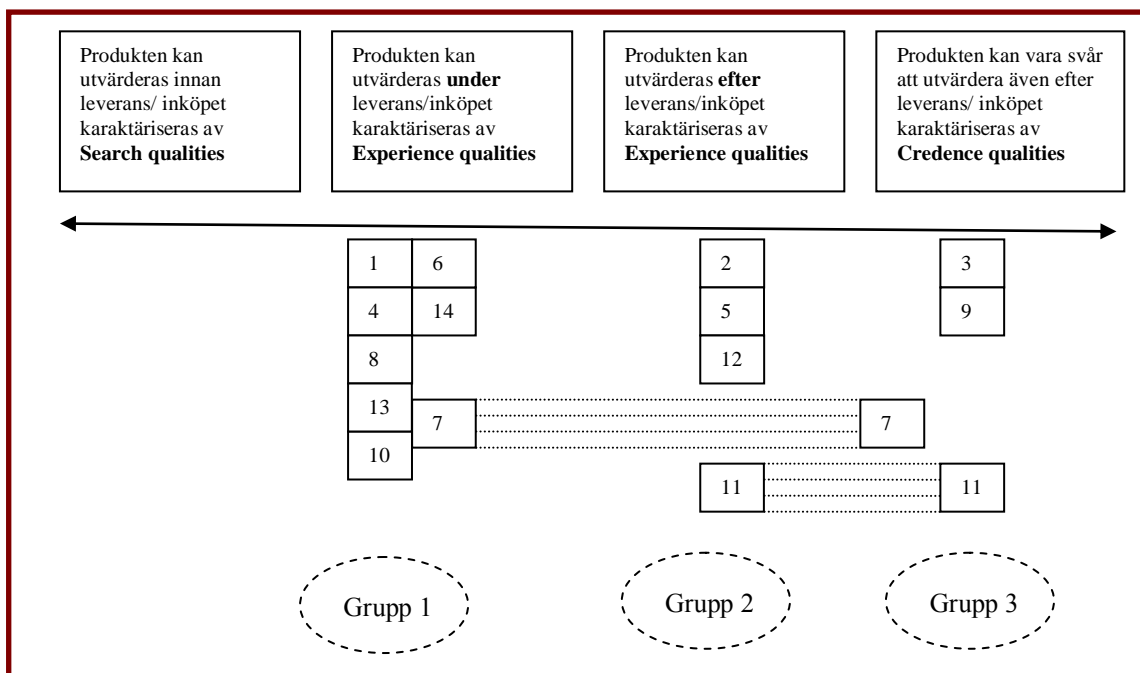 Produkten kan
utvärderas innan
leverans/ inköpet
karaktäriseras av
Search qualities
Produkten kan
utvärderas under
leverans/inköpet
karaktäriseras av
Experience qualities
Produkten kan
utvärderas efter
leverans/inköpet
karaktäriseras av
Experience qualities
Produkten kan vara svår
att utvärdera även efter
leverans/ inköpet
karaktäriseras av
Credence qualities
1 6 2 3
4 14 5 9
8 12
13 7 7
10
11 11
Grupp 1 Grupp 2 Grupp 3